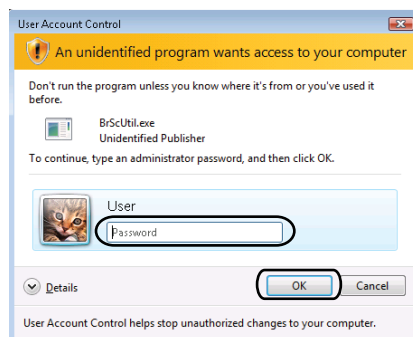 User Account Control
An unidentified program wants access to your computer
Don't run the program unless you know where it's from or you've used it
before.
BrScUtil.exe
Unidentified Publisher
To continue, type an administrator password, and then click OK.
User
Password
Details
OK Cancel
User Account Control helps stop unauthorized changes to your computer.